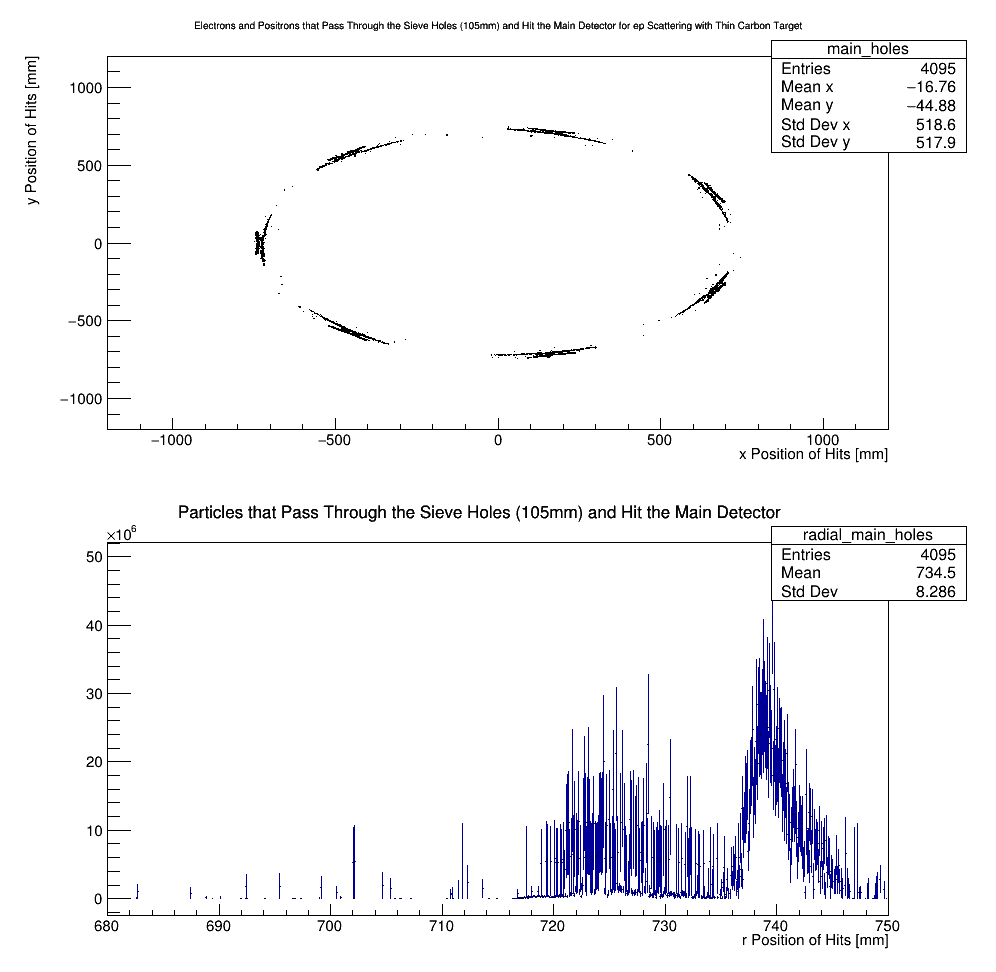 Electrons and Positrons that Pass Through the Sieve Holes (105mm) and Hit the Main Detector for ep Scattering with Thin Carbon Target
main_holes
Entries 4095
Mean x −16.76
Mean y −44.88
Std Dev x 518.6
Std Dev y 517.9
y Position of Hits [mm]
1000
500
0
−500
−1000
−1000 −500 0 500 1000
x Position of Hits [mm]
Particles that Pass Through the Sieve Holes (105mm) and Hit the Main Detector
radial_main_holes
Entries 4095
Mean 734.5
Std Dev 8.286
×10⁶
50
40
30
20
10
0
680 690 700 710 720 730 740 750
r Position of Hits [mm]